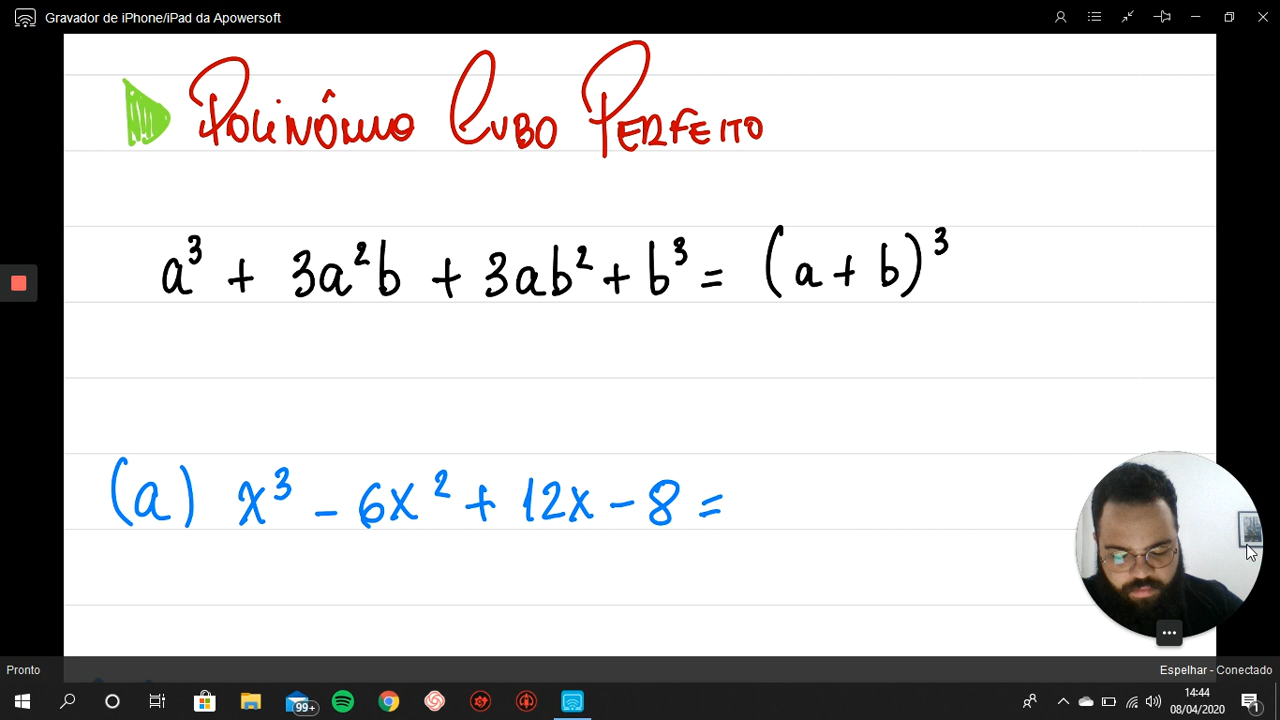 Gravador de iPhone/iPad da Apowersoft
POLINÔMIO CUBO PERFEITO
a³ + 3a²b + 3ab² + b³ = (a + b)³
(a) x³ - 6x² + 12x - 8 =
Pronto
Espelhar - Conectado
99+
14:44
08/04/2020
1